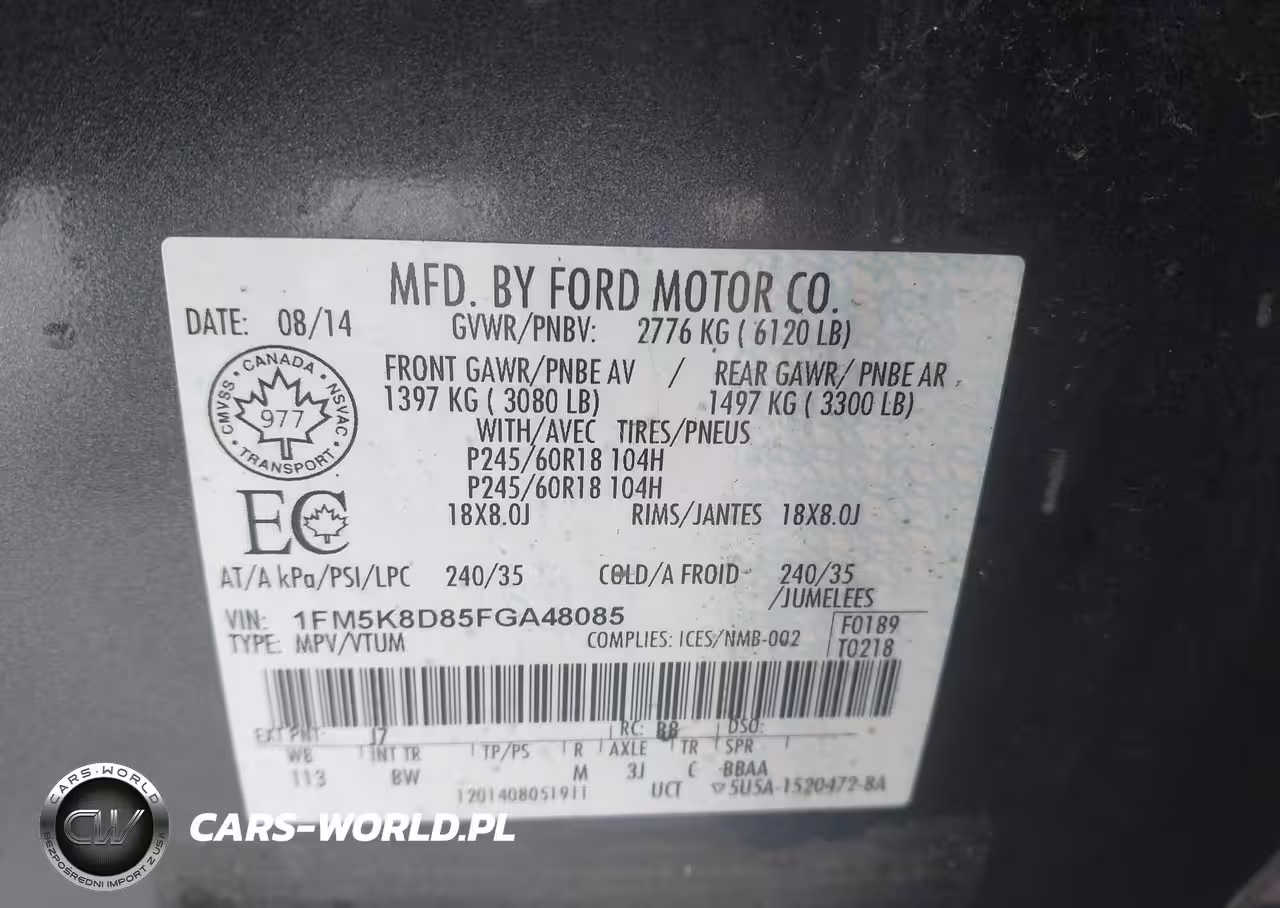 MFD. BY FORD MOTOR CO.
DATE: 08/14 GVWR/PNBV: 2776 KG ( 6120 LB)
FRONT GAWR/PNBE AV / REAR GAWR/ PNBE AR
1397 KG ( 3080 LB) 1497 KG ( 3300 LB)
WITH/AVEC TIRES/PNEUS
P245/60R18 104H
P245/60R18 104H
18X8.0J RIMS/JANTES 18X8.0J
CANADA • NSVAC • TRANSPORT • CMVSS •
977
EC
AT/A kPa/PSI/LPC 240/35 COLD/A FROID 240/35
/JUMELEES
VIN: 1FM5K8D85FGA48085
TYPE: MPV/VTUM COMPLIES: ICES/NMB-002
F0189
T0218
EXT PNT: J7 RC: BB DSO:
WB INT TR TP/PS R AXLE TR SPR
113 BW M 3J C BBAA
1201408051911 UCT 5U5A-1520472-BA
CARS-WORLD
CW
BEZPOŚREDNI IMPORT Z USA
CARS-WORLD.PL